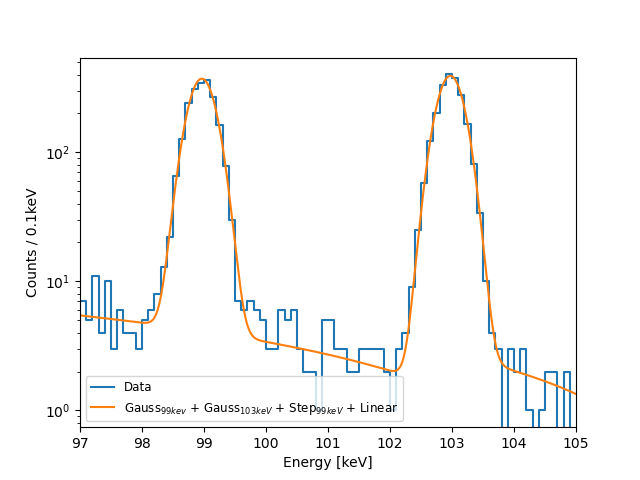 10²
10¹
10⁰
Counts / 0.1keV
Data
Gauss₉₉ₖₑᵥ + Gauss₁₀₃ₖₑV + Step₉₉ₖₑV + Linear
97 98 99 100 101 102 103 104 105
Energy [keV]